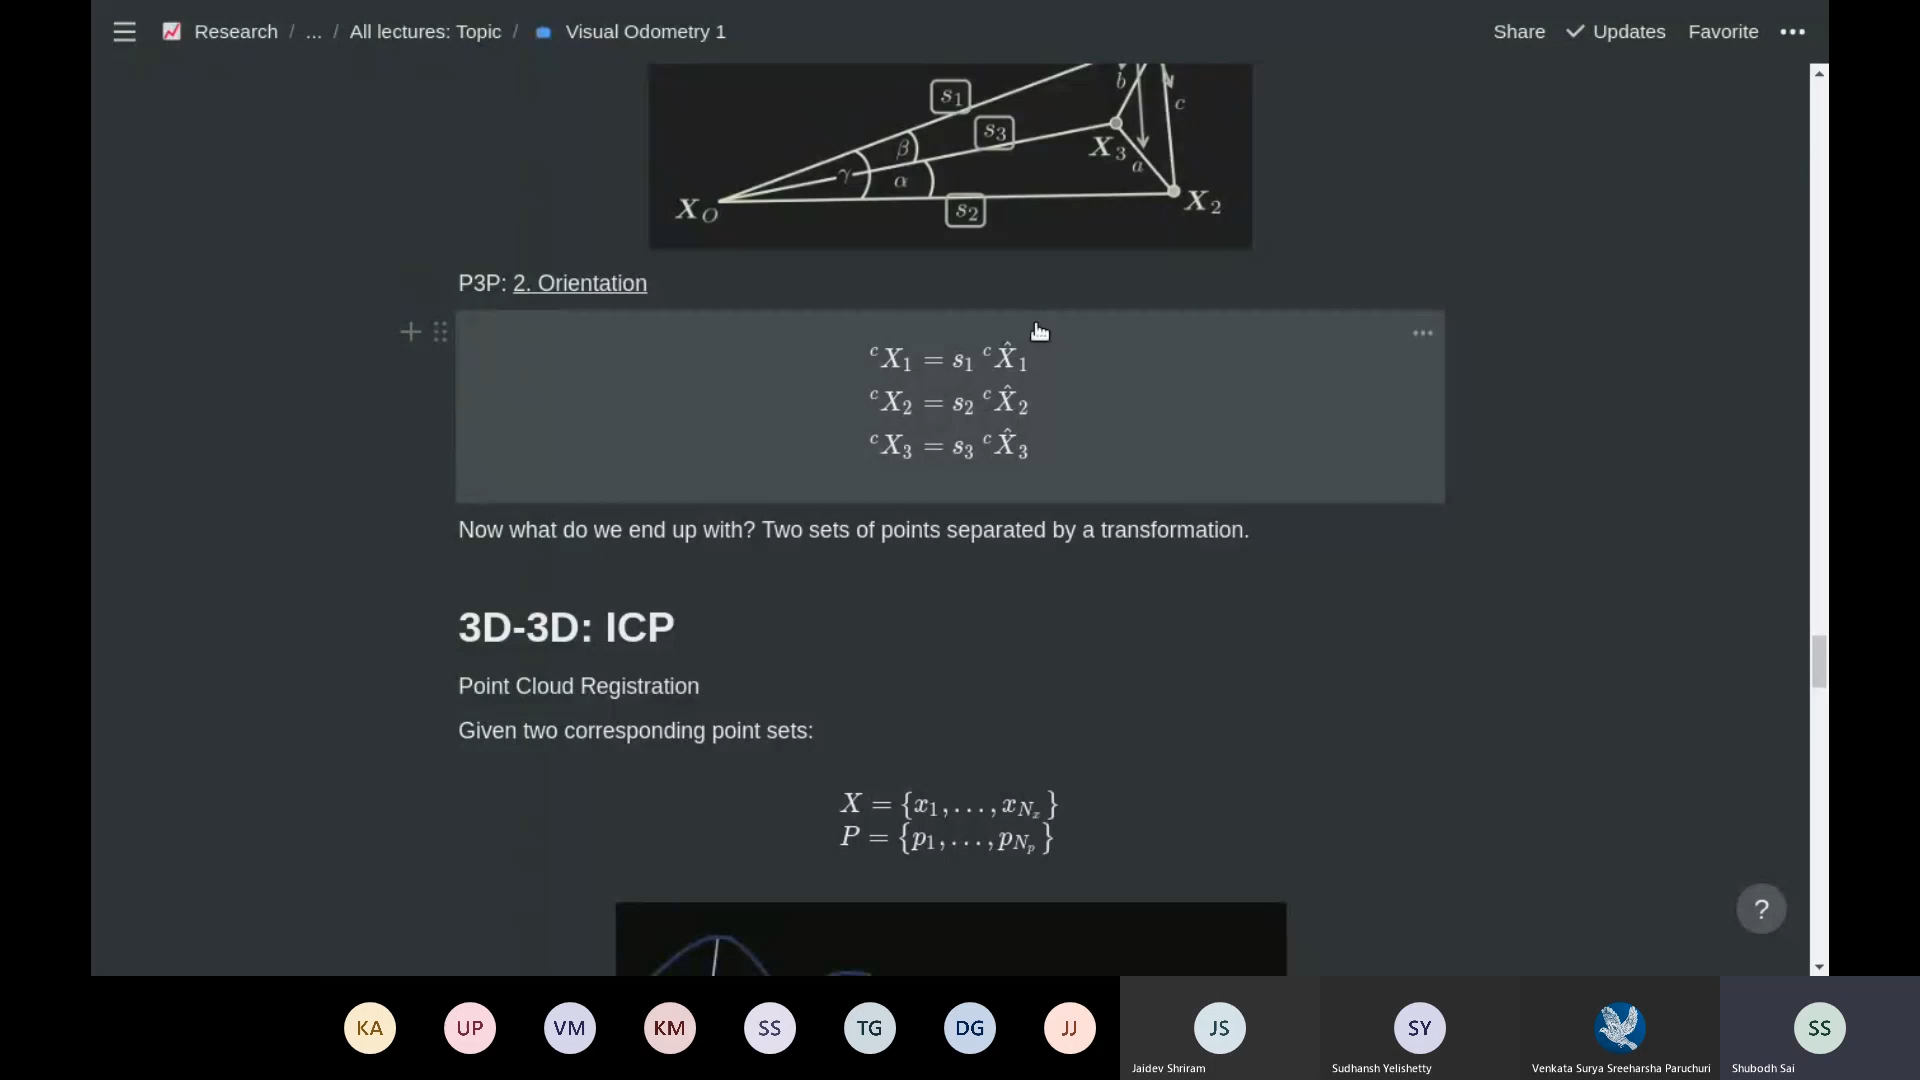 Research / ... / All lectures: Topic / Visual Odometry 1
Share Updates Favorite
s1
b
c
s3
X3
β
a
γ
α
XO
s2
X2
P3P: 2. Orientation
ᶜX₁ = s₁ ᶜX̂₁
ᶜX₂ = s₂ ᶜX̂₂
ᶜX₃ = s₃ ᶜX̂₃
Now what do we end up with? Two sets of points separated by a transformation.
3D-3D: ICP
Point Cloud Registration
Given two corresponding point sets:
X = {x₁, . . . , x_{N_x}}
P = {p₁, . . . , p_{N_p}}
?
KA UP VM KM SS TG DG JJ JS SY SS
Jaidev Shriram Sudhansh Yelishetty Venkata Surya Sreeharsha Paruchuri Shubodh Sai